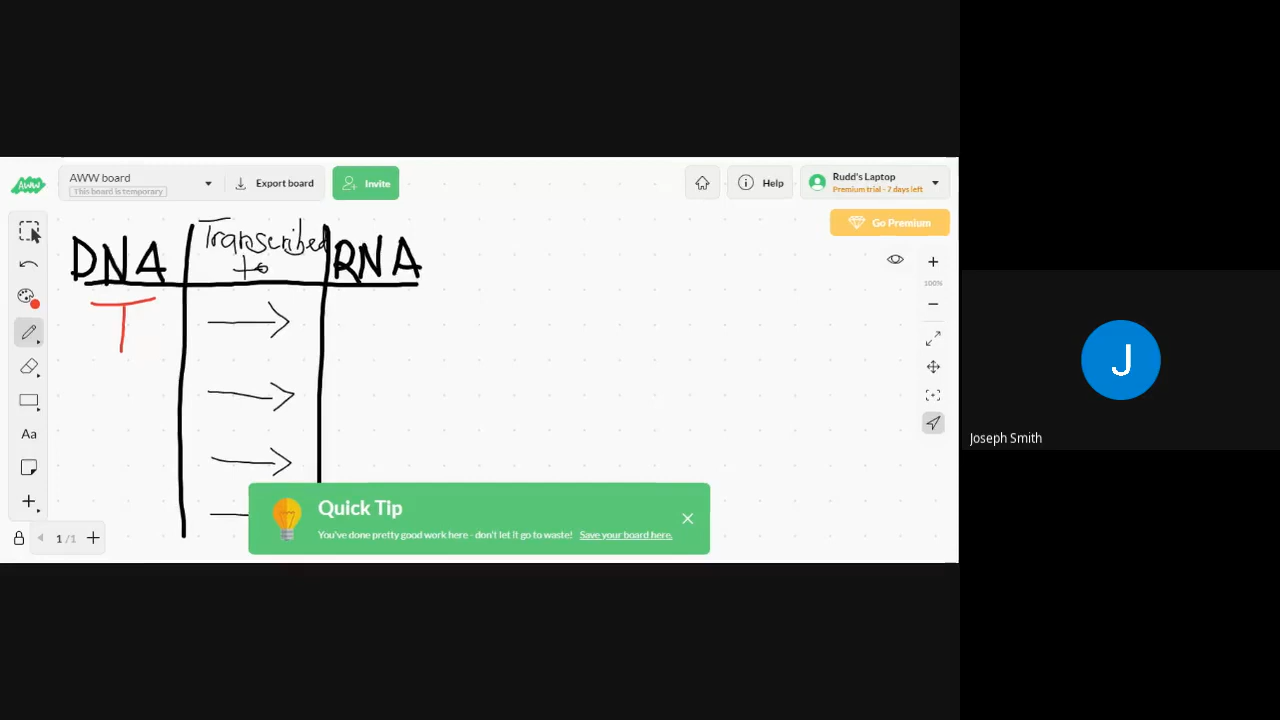 AWW
AWW board
This board is temporary
Export board
Invite
Help
Rudd's Laptop
Premium trial - 7 days left
Go Premium
DNA Transcribed to RNA
T
100%
Aa
Quick Tip
You've done pretty good work here - don't let it go to waste! Save your board here.
1 /1
J
Joseph Smith